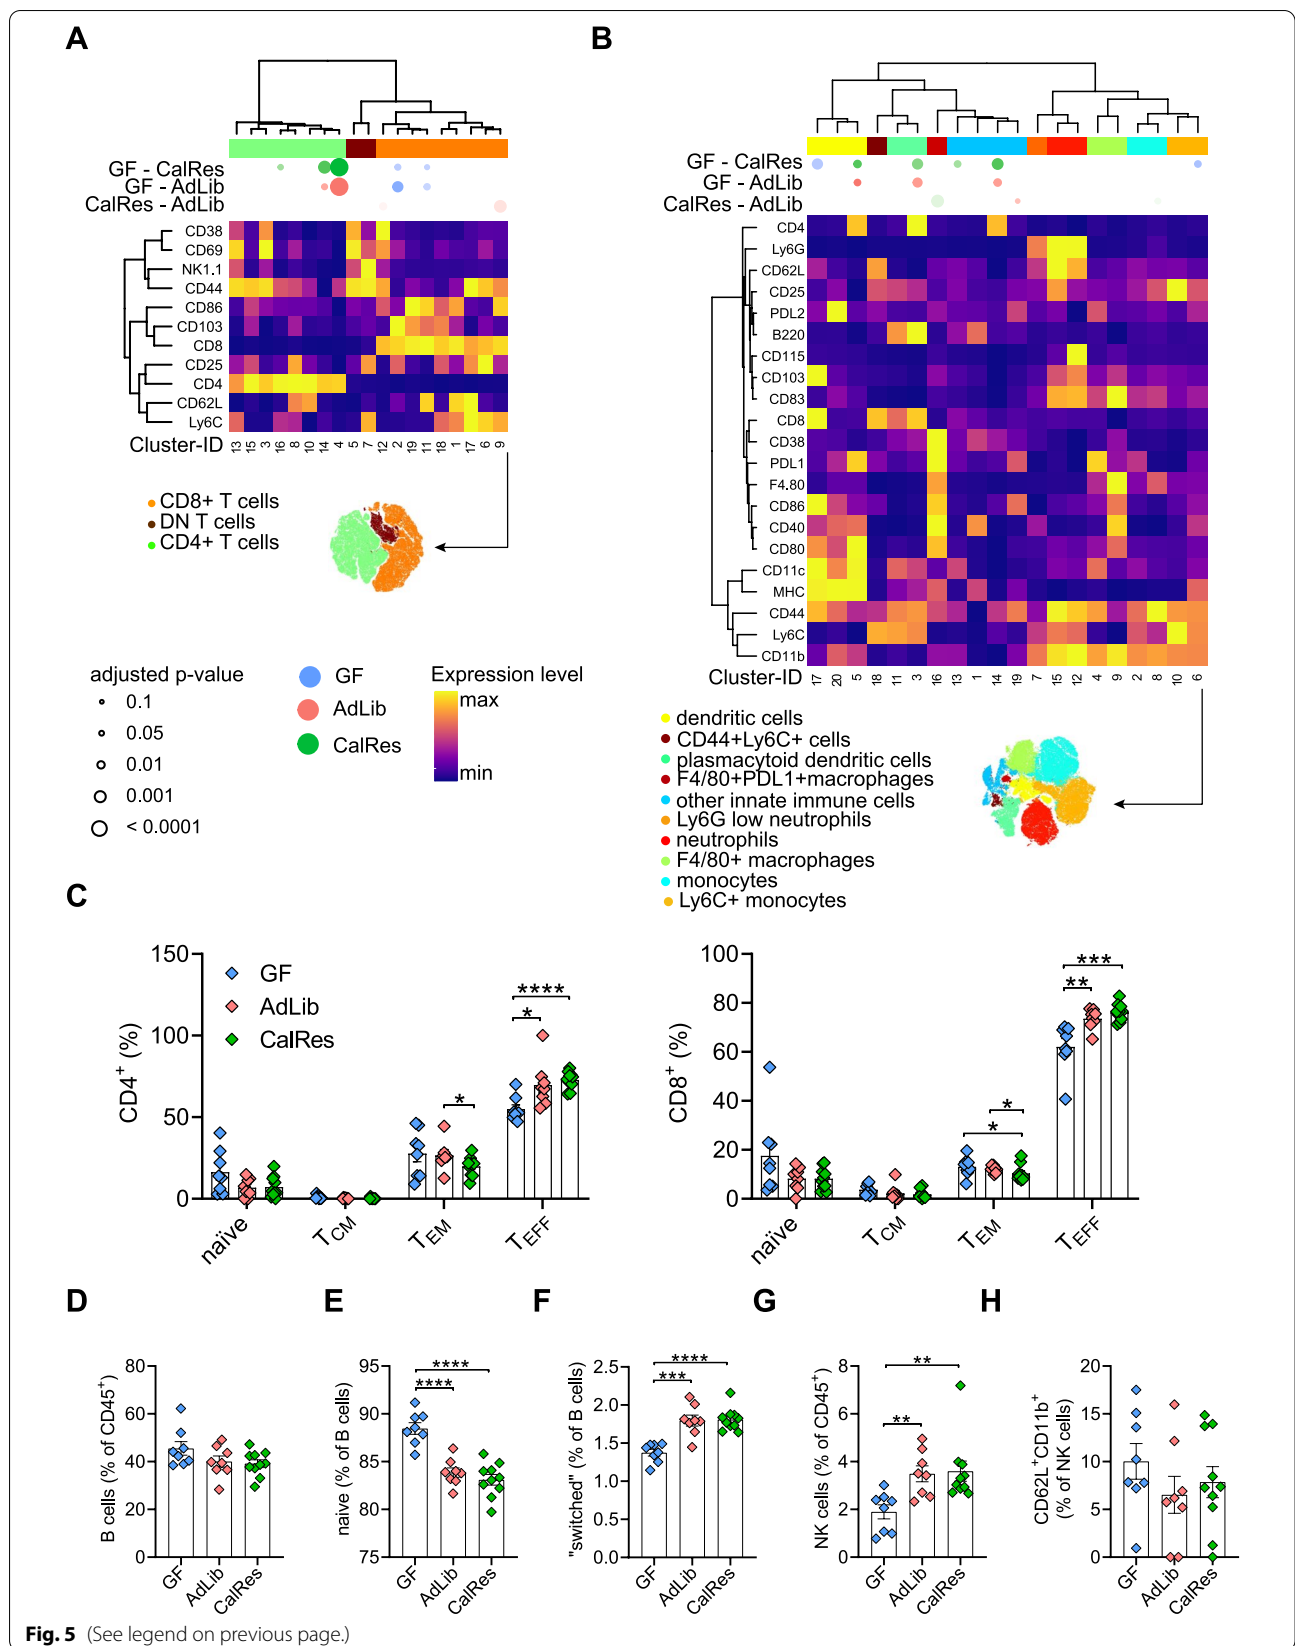 A
GF - CalRes
GF - AdLib
CalRes - AdLib
CD38
CD69
NK1.1
CD44
CD86
CD103
CD8
CD25
CD4
CD62L
Ly6C
Cluster-ID
13 15 3 16 8 10 14 4 5 7 12 2 19 11 18 1 17 6 9
CD8+ T cells
DN T cells
CD4+ T cells
adjusted p-value
0.1
0.05
0.01
0.001
< 0.0001
GF
AdLib
CalRes
Expression level
max
min
B
GF - CalRes
GF - AdLib
CalRes - AdLib
CD4
Ly6G
CD62L
CD25
PDL2
B220
CD115
CD103
CD83
CD8
CD38
PDL1
F4.80
CD86
CD40
CD80
CD11c
MHC
CD44
Ly6C
CD11b
Cluster-ID
17 20 5 18 11 3 16 13 1 14 19 7 15 12 4 9 2 8 10 6
dendritic cells
CD44+Ly6C+ cells
plasmacytoid dendritic cells
F4/80+PDL1+macrophages
other innate immune cells
Ly6G low neutrophils
neutrophils
F4/80+ macrophages
monocytes
Ly6C+ monocytes
C
CD4+ (%)
150
100
50
0
GF
AdLib
CalRes
****
*
*
naïve TCM TEM TEFF
CD8+ (%)
100
80
60
40
20
0
***
**
*
*
naïve TCM TEM TEFF
D
B cells (% of CD45+)
80
60
40
20
0
GF AdLib CalRes
E
naive (% of B cells)
95
90
85
80
75
****
****
GF AdLib CalRes
F
"switched" (% of B cells)
2.5
2.0
1.5
1.0
0.5
0.0
****
***
GF AdLib CalRes
G
NK cells (% of CD45+)
8
6
4
2
0
**
**
GF AdLib CalRes
H
CD62L+CD11b+
(% of NK cells)
20
15
10
5
0
GF AdLib CalRes
Fig. 5 (See legend on previous page.)